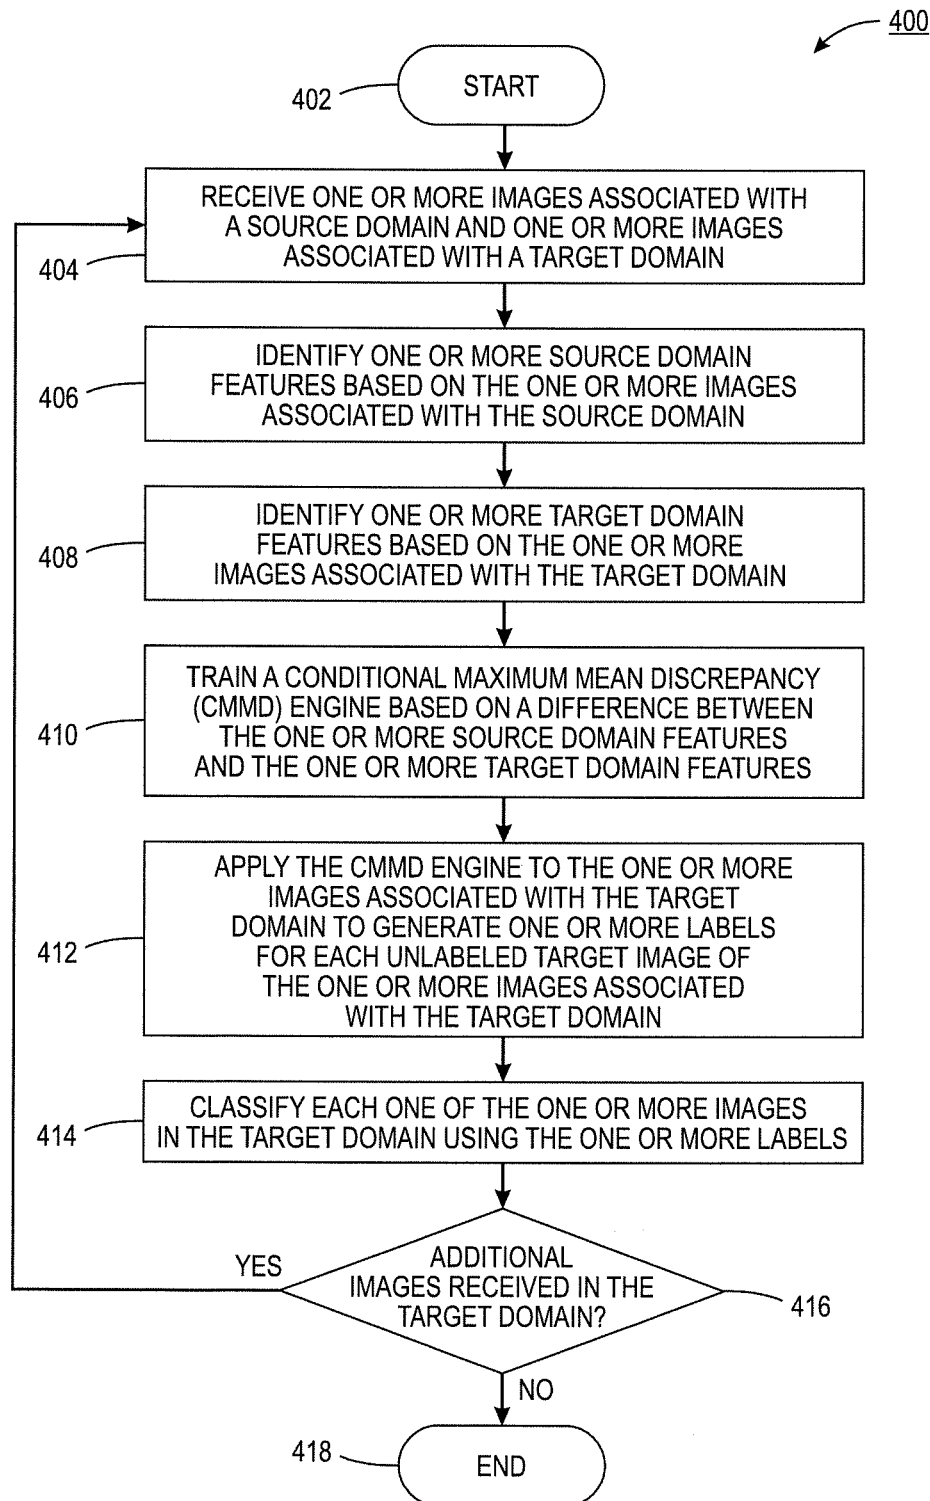 400
START
402
RECEIVE ONE OR MORE IMAGES ASSOCIATED WITH
A SOURCE DOMAIN AND ONE OR MORE IMAGES
ASSOCIATED WITH A TARGET DOMAIN
404
IDENTIFY ONE OR MORE SOURCE DOMAIN
FEATURES BASED ON THE ONE OR MORE IMAGES
ASSOCIATED WITH THE SOURCE DOMAIN
406
IDENTIFY ONE OR MORE TARGET DOMAIN
FEATURES BASED ON THE ONE OR MORE
IMAGES ASSOCIATED WITH THE TARGET DOMAIN
408
TRAIN A CONDITIONAL MAXIMUM MEAN DISCREPANCY
(CMMD) ENGINE BASED ON A DIFFERENCE BETWEEN
THE ONE OR MORE SOURCE DOMAIN FEATURES
AND THE ONE OR MORE TARGET DOMAIN FEATURES
410
APPLY THE CMMD ENGINE TO THE ONE OR MORE
IMAGES ASSOCIATED WITH THE TARGET
DOMAIN TO GENERATE ONE OR MORE LABELS
FOR EACH UNLABELED TARGET IMAGE OF
THE ONE OR MORE IMAGES ASSOCIATED
WITH THE TARGET DOMAIN
412
CLASSIFY EACH ONE OF THE ONE OR MORE IMAGES
IN THE TARGET DOMAIN USING THE ONE OR MORE LABELS
414
YES
ADDITIONAL
IMAGES RECEIVED IN THE
TARGET DOMAIN?
416
NO
418
END